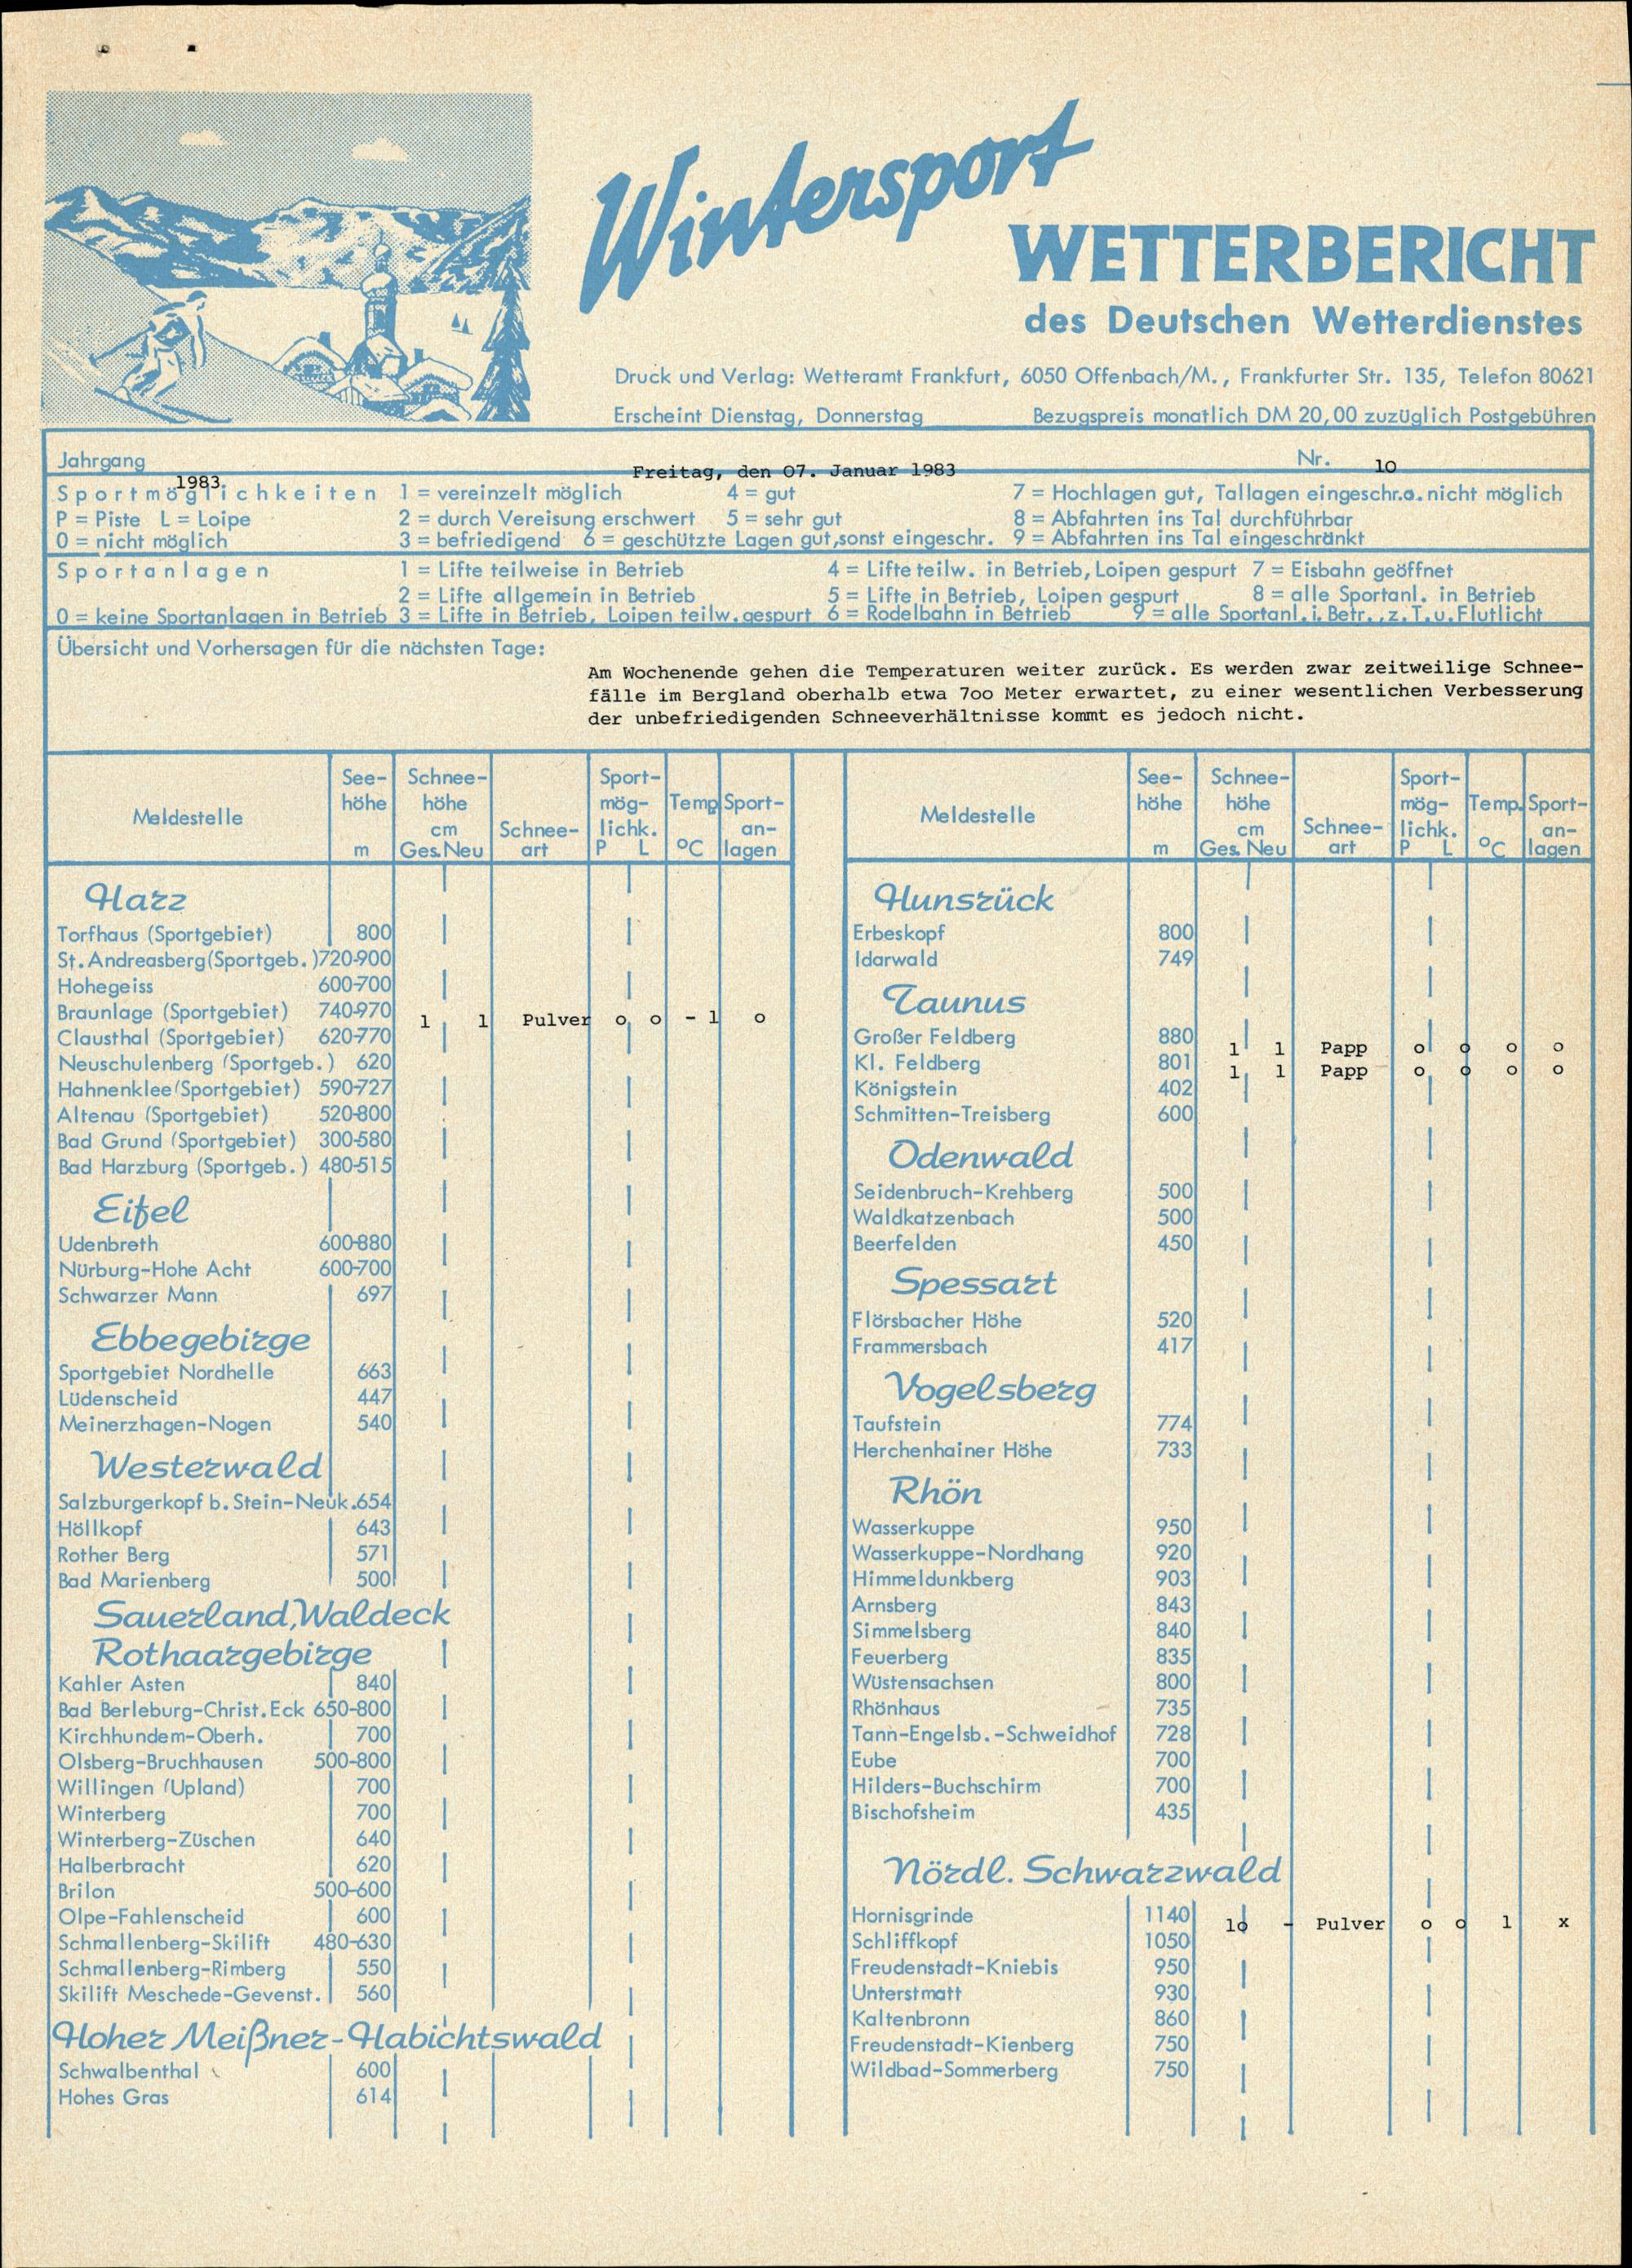 Wintersport
WETTERBERICHT
des Deutschen Wetterdienstes
Druck und Verlag: Wetteramt Frankfurt, 6050 Offenbach/M., Frankfurter Str. 135, Telefon 80621
Erscheint Dienstag, Donnerstag Bezugspreis monatlich DM 20,00 zuzüglich Postgebühren
Jahrgang 1983 Freitag, den 07. Januar 1983 Nr. 10
Sportmöglichkeiten 1 = vereinzelt möglich 4 = gut 7 = Hochlagen gut, Tallagen eingeschr.o. nicht möglich
P = Piste L = Loipe 2 = durch Vereisung erschwert 5 = sehr gut 8 = Abfahrten ins Tal durchführbar
0 = nicht möglich 3 = befriedigend 6 = geschützte Lagen gut, sonst eingeschr. 9 = Abfahrten ins Tal eingeschränkt
Sportanlagen 1 = Lifte teilweise in Betrieb 4 = Lifte teilw. in Betrieb, Loipen gespurt 7 = Eisbahn geöffnet
2 = Lifte allgemein in Betrieb 5 = Lifte in Betrieb, Loipen gespurt 8 = alle Sportanl. in Betrieb
0 = keine Sportanlagen in Betrieb 3 = Lifte in Betrieb, Loipen teilw. gespurt 6 = Rodelbahn in Betrieb 9 = alle Sportanl. i. Betr., z.T.u. Flutlicht
Übersicht und Vorhersagen für die nächsten Tage:
Am Wochenende gehen die Temperaturen weiter zurück. Es werden zwar zeitweilige Schnee-
fälle im Bergland oberhalb etwa 7oo Meter erwartet, zu einer wesentlichen Verbesserung
der unbefriedigenden Schneeverhältnisse kommt es jedoch nicht.
Meldestelle Seehöhe m Schneehöhe cm Ges. Neu Schneeart Sportmöglichk. P L Temp °C Sportanlagen
Harz
Torfhaus (Sportgebiet) 800
St. Andreasberg (Sportgeb.) 720-900
Hohegeiss 600-700
Braunlage (Sportgebiet) 740-970 1 1 Pulver o o - 1 o
Clausthal (Sportgebiet) 620-770
Neuschulenberg (Sportgeb.) 620
Hahnenklee (Sportgebiet) 590-727
Altenau (Sportgebiet) 520-800
Bad Grund (Sportgebiet) 300-580
Bad Harzburg (Sportgeb.) 480-515
Eifel
Udenbreth 600-880
Nürburg-Hohe Acht 600-700
Schwarzer Mann 697
Ebbegebirge
Sportgebiet Nordhelle 663
Lüdenscheid 447
Meinerzhagen-Nogen 540
Westerwald
Salzburgerkopf b. Stein-Neuk. 654
Höllkopf 643
Rother Berg 571
Bad Marienberg 500
Sauerland, Waldeck
Rothaargebirge
Kahler Asten 840
Bad Berleburg-Christ. Eck 650-800
Kirchhundem-Oberh. 700
Olsberg-Bruchhausen 500-800
Willingen (Upland) 700
Winterberg 700
Winterberg-Züschen 640
Halberbracht 620
Brilon 500-600
Olpe-Fahlenscheid 600
Schmallenberg-Skilift 480-630
Schmallenberg-Rimberg 550
Skilift Meschede-Gevenst. 560
Hoher Meißner-Habichtswald
Schwalbenthal 600
Hohes Gras 614
Meldestelle Seehöhe m Schneehöhe cm Ges. Neu Schneeart Sportmöglichk. P L Temp. °C Sportanlagen
Hunsrück
Erbeskopf 800
Idarwald 749
Taunus
Großer Feldberg 880 1 1 Papp o o o o
Kl. Feldberg 801 1 1 Papp o o o o
Königstein 402
Schmitten-Treisberg 600
Odenwald
Seidenbruch-Krehberg 500
Waldkatzenbach 500
Beerfelden 450
Spessart
Flörsbacher Höhe 520
Frammersbach 417
Vogelsberg
Taufstein 774
Herchenhainer Höhe 733
Rhön
Wasserkuppe 950
Wasserkuppe-Nordhang 920
Himmeldunkberg 903
Arnsberg 843
Simmelsberg 840
Feuerberg 835
Wüstensachsen 800
Rhönhaus 735
Tann-Engelsb.-Schweidhof 728
Eube 700
Hilders-Buchschirm 700
Bischofsheim 435
Nördl. Schwarzwald
Hornisgrinde 1140 1o - Pulver o o 1 x
Schliffkopf 1050
Freudenstadt-Kniebis 950
Unterstmatt 930
Kaltenbronn 860
Freudenstadt-Kienberg 750
Wildbad-Sommerberg 750